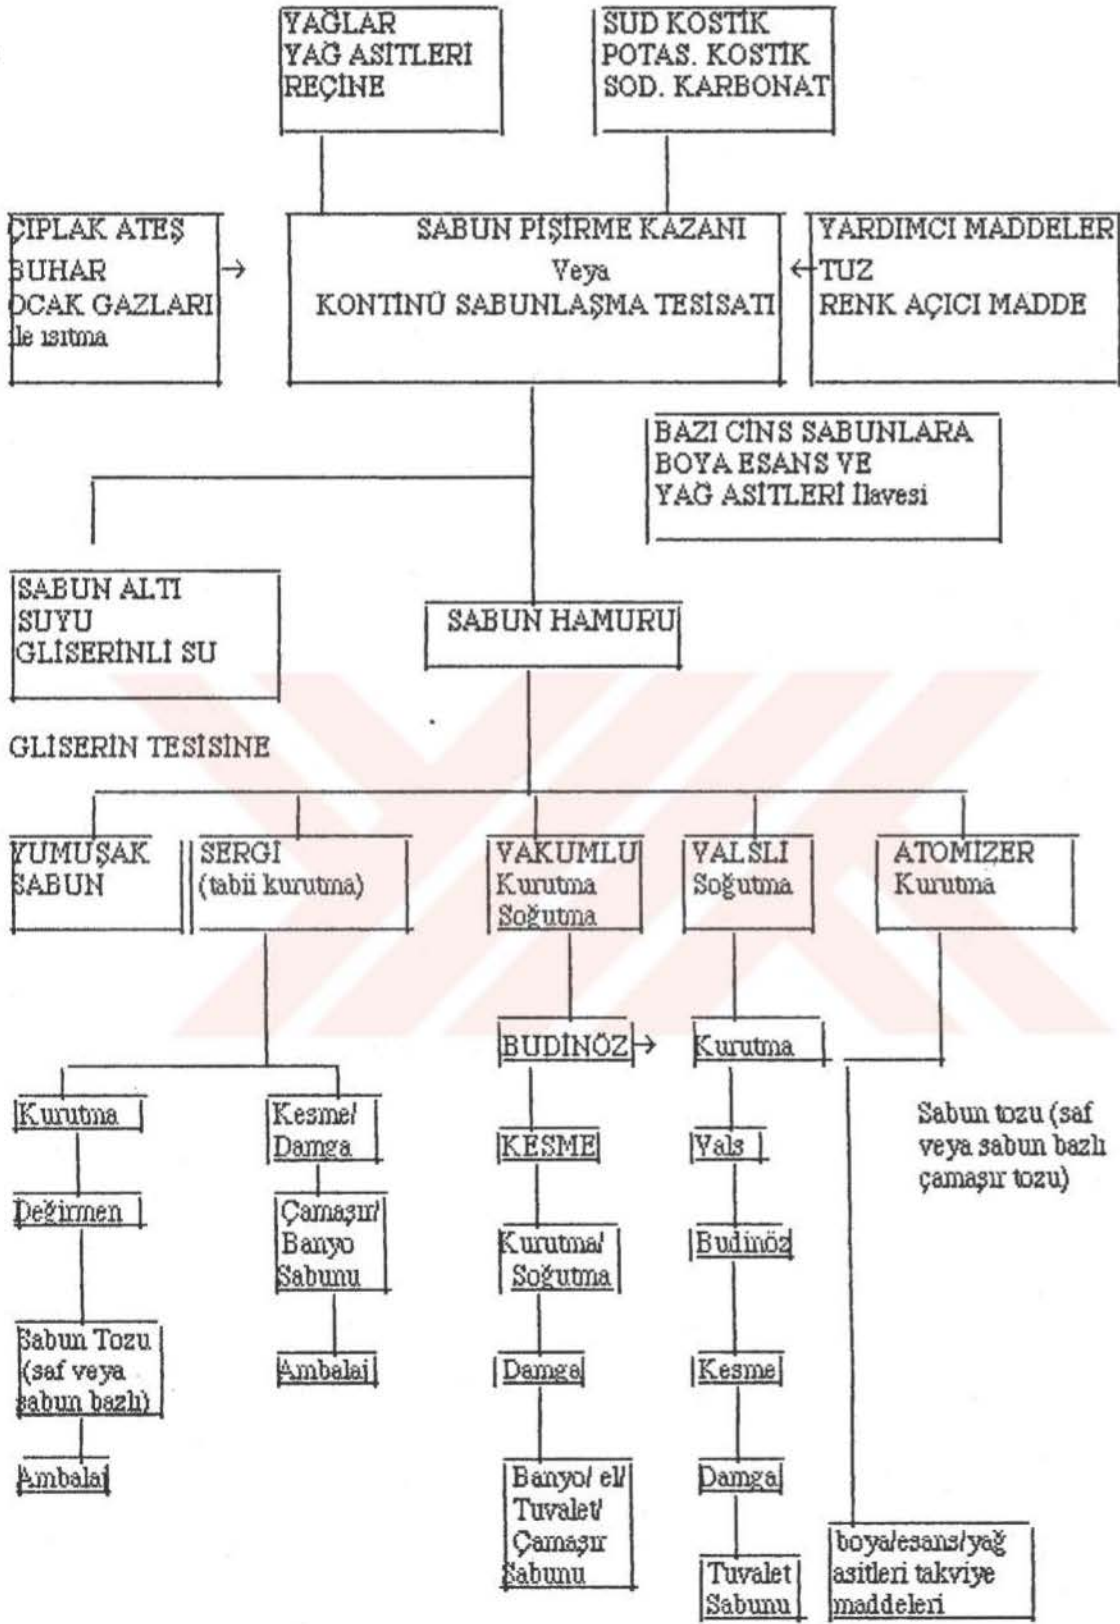 YAĞLAR
YAĞ ASİTLERİ
REÇİNE
SUD KOSTİK
POTAS. KOSTİK
SOD. KARBONAT
ÇIPLAK ATEŞ
BUHAR
OCAK GAZLARI
ile ısıtma
SABUN PİŞİRME KAZANI
Veya
KONTİNÜ SABUNLAŞMA TESİSATI
YARDIMCI MADDELER
TUZ
RENK AÇICI MADDE
BAZI CİNS SABUNLARA
BOYA ESANS VE
YAĞ ASİTLERİ İlavesi
SABUN ALTI
SUYU
GLİSERİNLİ SU
SABUN HAMURU
GLİSERİN TESİSİNE
YUMUŞAK
SABUN
SERGİ
(tabii kurutma)
VAKUMLU
Kurutma
Soğutma
VALSLİ
Soğutma
ATOMİZER
Kurutma
BUDİNÖZ
Kurutma
Kurutma
Kesme/
Damga
KESME
Vals
Sabun tozu (saf
veya sabun bazlı
çamaşır tozu)
Değirmen
Çamaşır/
Banyo
Sabunu
Kurutma/
Soğutma
Budinöz
Sabun Tozu
(saf veya
sabun bazlı)
Ambalaj
Damga
Kesme
Ambalaj
Banyo/ el/
Tuvalet/
Çamaşır
Sabunu
Damga
Tuvalet
Sabunu
boya/esans/yağ
asitleri takviye
maddeleri